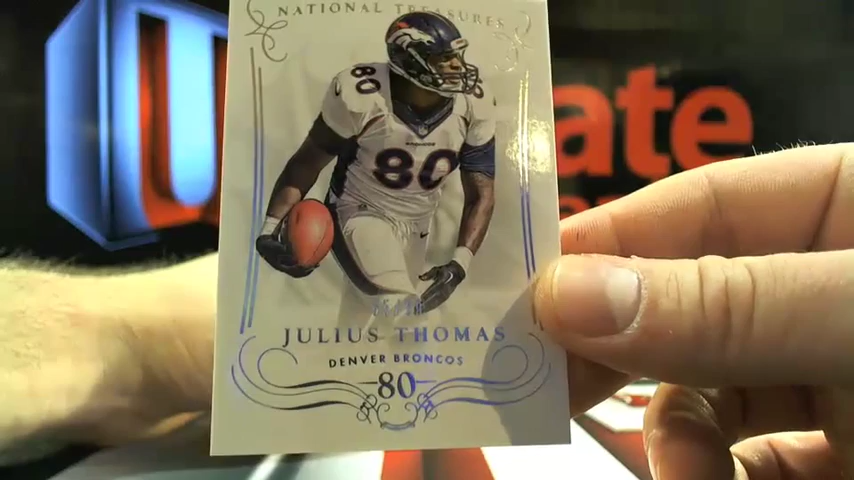 NATIONAL TREASURES
80
80
JULIUS THOMAS
DENVER BRONCOS
80
ate